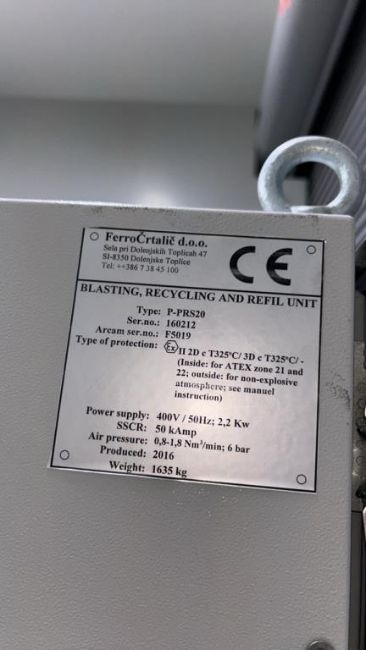 FerroČrtalič d.o.o.
Sela pri Dolenjskih Toplicah 47
SI-8350 Dolenjske Toplice
Tel: ++386 7 38 45 100
CE
BLASTING, RECYCLING AND REFIL UNIT
Type: P-PRS20
Ser.no.: 160212
Arcam ser.no.: F5019
Type of protection: Ex II 2D c T325°C/ 3D c T325°C/ -
(Inside: for ATEX zone 21 and
22; outside: for non-explosive
atmosphere; see manuel
instruction)
Power supply: 400V / 50Hz; 2,2 Kw
SSCR: 50 kAmp
Air pressure: 0,8-1,8 Nm³/min; 6 bar
Produced: 2016
Weight: 1635 kg